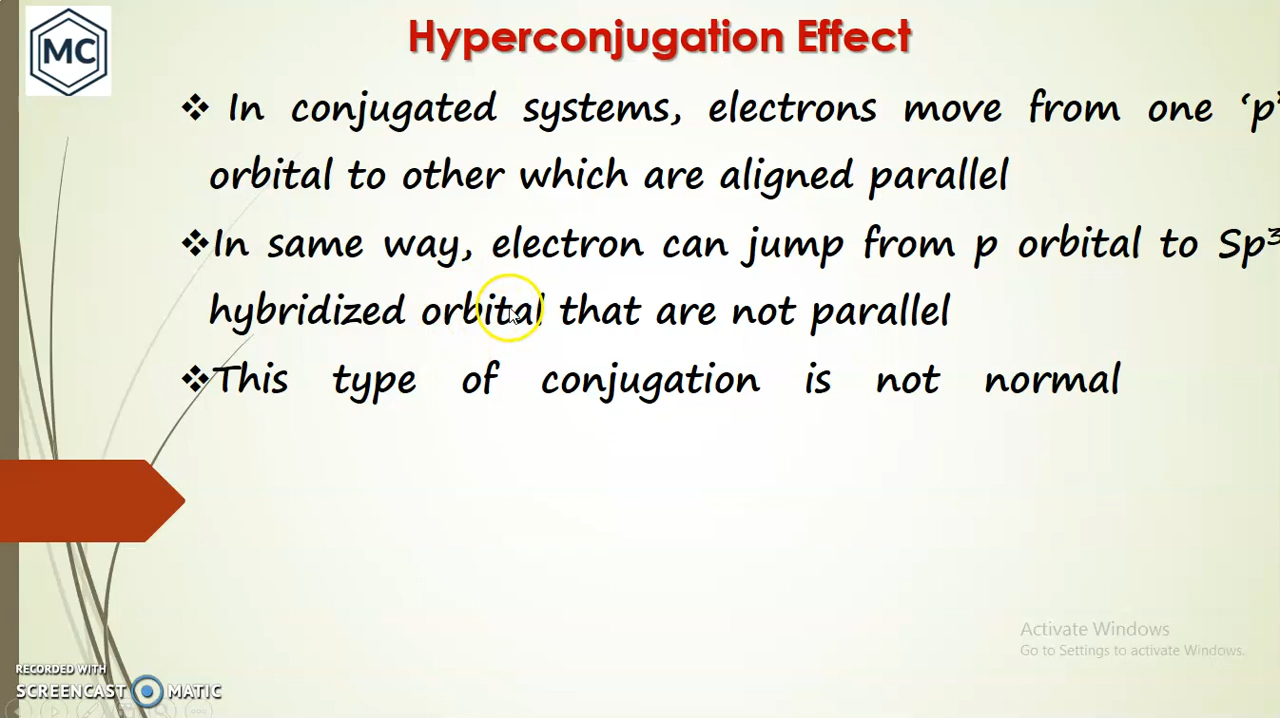 MC
Hyperconjugation Effect
❖ In conjugated systems, electrons move from one ‘p’
orbital to other which are aligned parallel
❖In same way, electron can jump from p orbital to Sp³
hybridized orbital that are not parallel
❖This type of conjugation is not normal
Activate Windows
Go to Settings to activate Windows.
RECORDED WITH
SCREENCAST MATIC